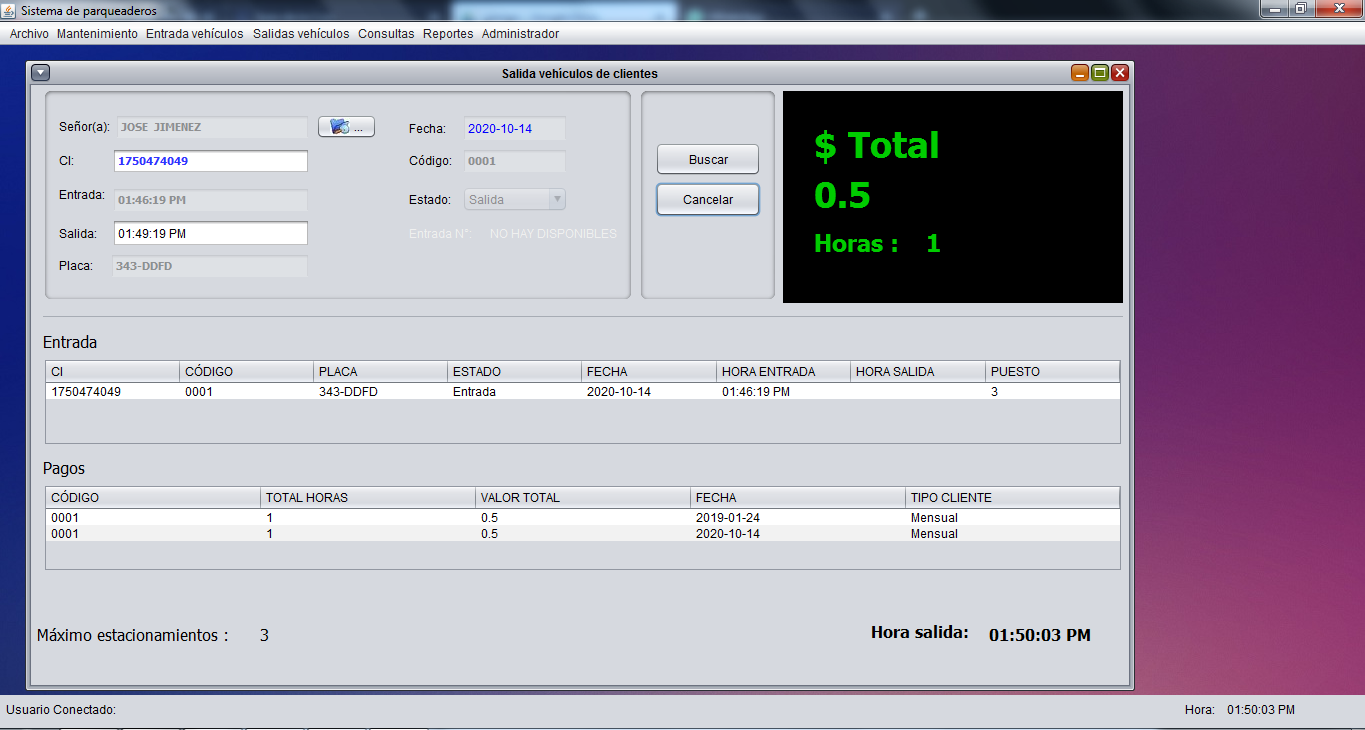 Sistema de parqueaderos
Archivo Mantenimiento Entrada vehículos Salidas vehículos Consultas Reportes Administrador
Salida vehículos de clientes
Señor(a): JOSE JIMENEZ ...
CI: 1750474049
Entrada: 01:46:19 PM
Salida: 01:49:19 PM
Placa: 343-DDFD
Fecha: 2020-10-14
Código: 0001
Estado: Salida
Entrada N°: NO HAY DISPONIBLES
Buscar
Cancelar
$ Total
0.5
Horas : 1
Entrada
CI CÓDIGO PLACA ESTADO FECHA HORA ENTRADA HORA SALIDA PUESTO
1750474049 0001 343-DDFD Entrada 2020-10-14 01:46:19 PM 3
Pagos
CÓDIGO TOTAL HORAS VALOR TOTAL FECHA TIPO CLIENTE
0001 1 0.5 2019-01-24 Mensual
0001 1 0.5 2020-10-14 Mensual
Máximo estacionamientos : 3
Hora salida: 01:50:03 PM
Usuario Conectado:
Hora: 01:50:03 PM